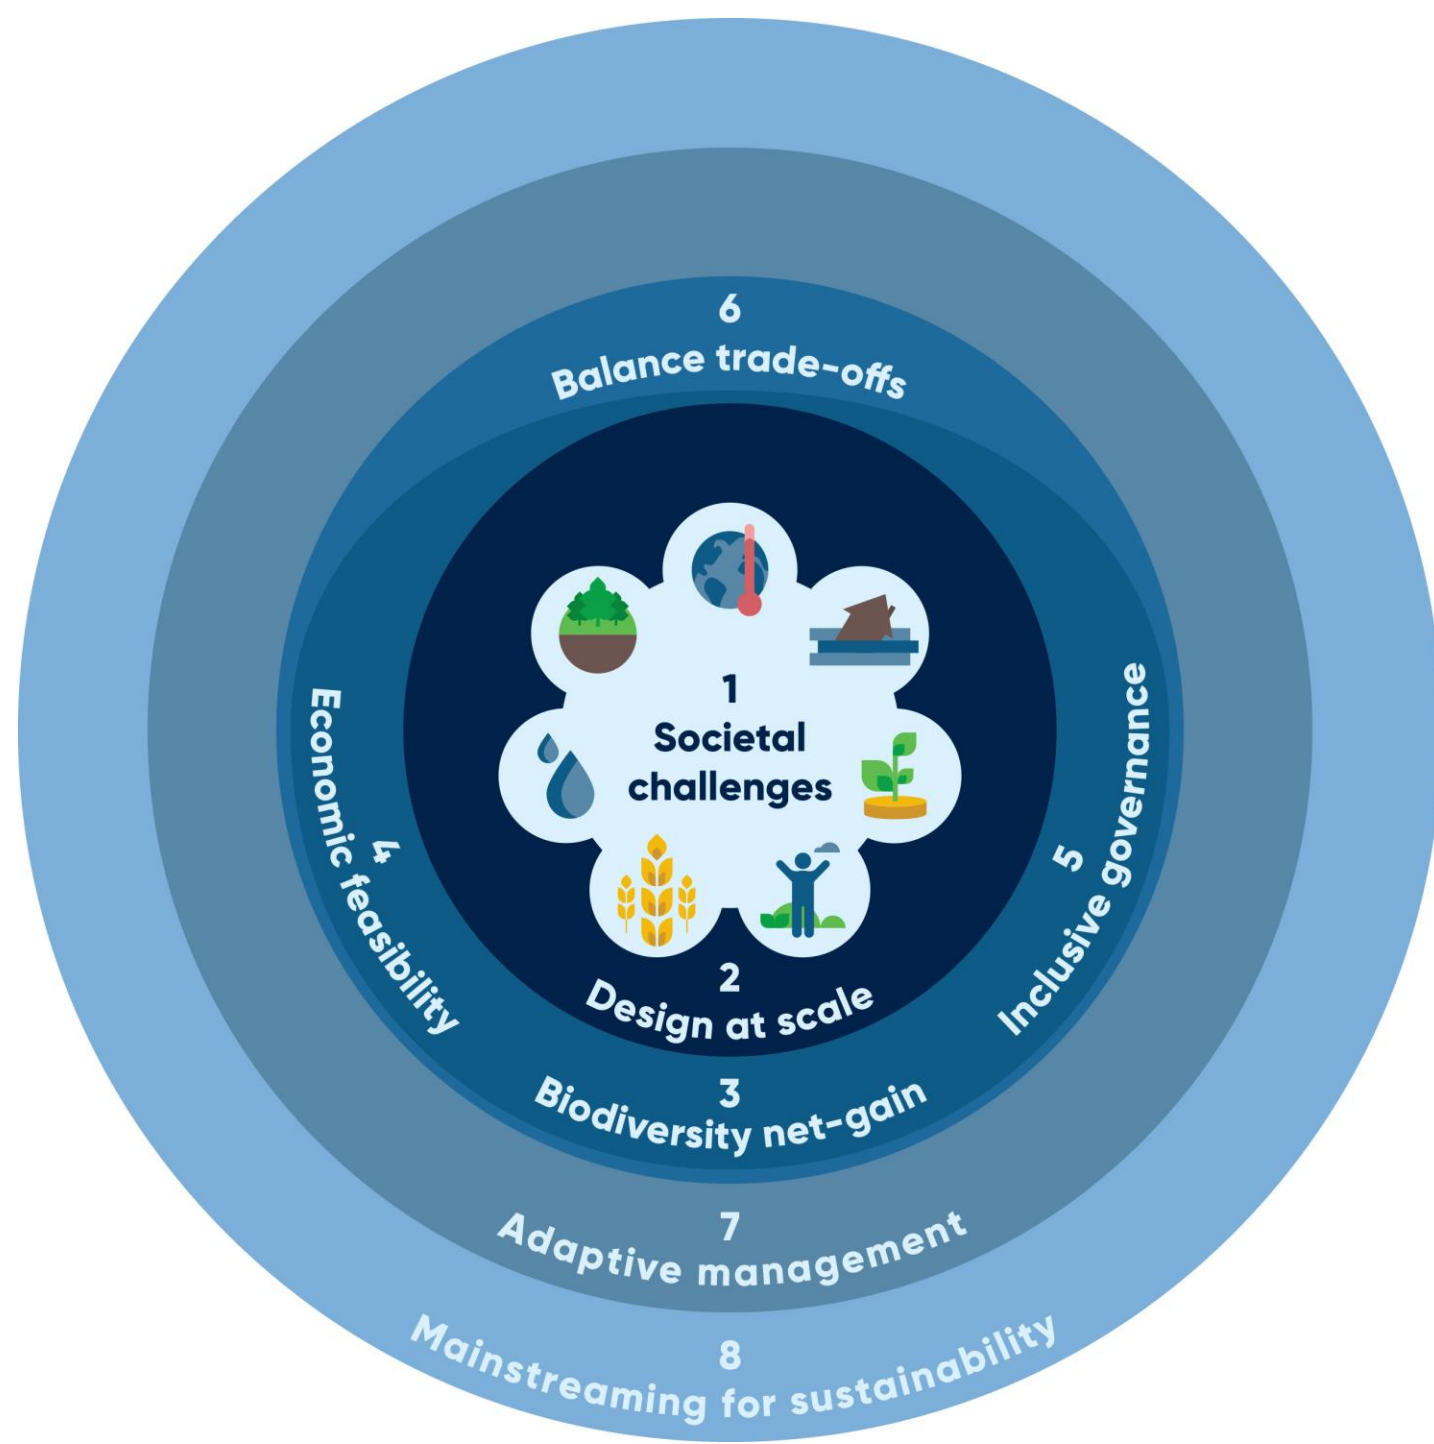 6
Balance trade-offs
1
Societal
challenges
4
Economic feasibility
5
Inclusive governance
2
Design at scale
3
Biodiversity net-gain
7
Adaptive management
8
Mainstreaming for sustainability